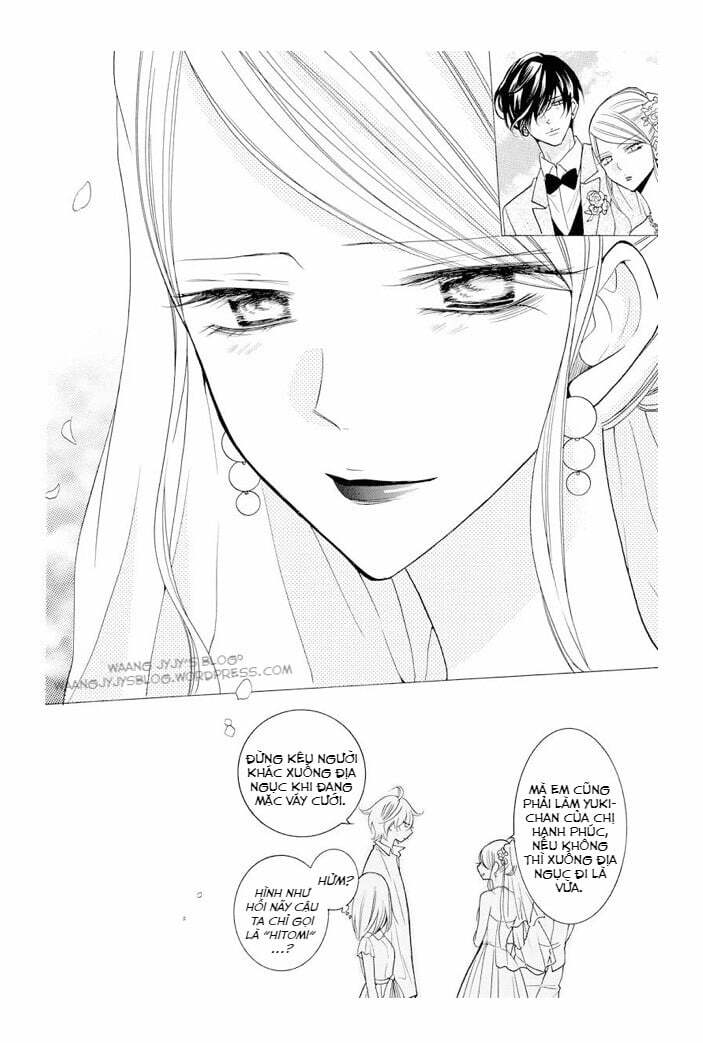 WAANG JYJY'S BLOG°
WAANGJYJYSBLOG.WORDPRESS.COM
MÀ EM CŨNG
PHẢI LÀM YUKI-
CHAN CỦA CHỊ
HẠNH PHÚC,
NẾU KHÔNG
THÌ XUỐNG ĐỊA
NGỤC ĐI LÀ
VỪA.
ĐỪNG KÊU NGƯỜI
KHÁC XUỐNG ĐỊA
NGỤC KHI ĐANG
MẶC VÁY CƯỚI.
HỬM?
HÌNH NHƯ
HỒI NÃY CẬU
TA CHỈ GỌI
LÀ "HITOMI"
...?